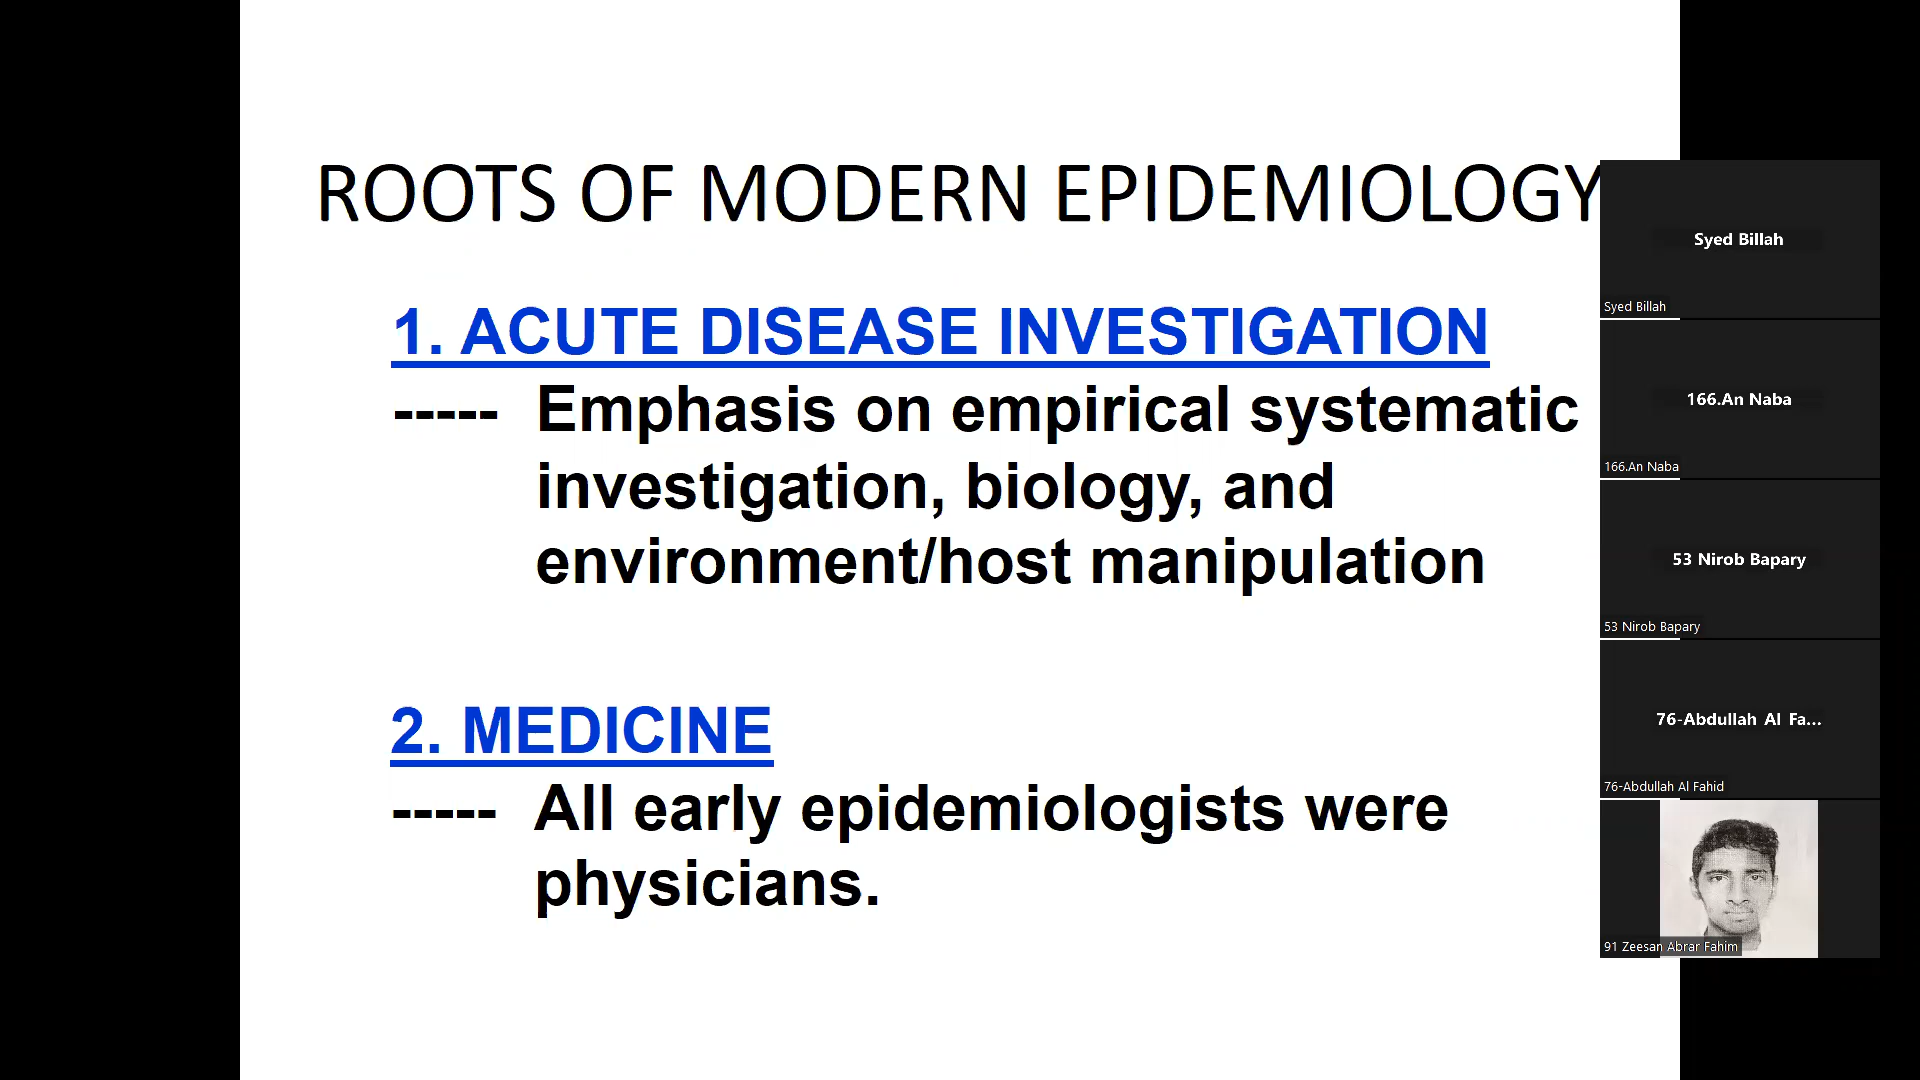 ROOTS OF MODERN EPIDEMIOLOGY
1. ACUTE DISEASE INVESTIGATION
----- Emphasis on empirical systematic
investigation, biology, and
environment/host manipulation
2. MEDICINE
----- All early epidemiologists were
physicians.
Syed Billah
Syed Billah
166.An Naba
166.An Naba
53 Nirob Bapary
53 Nirob Bapary
76-Abdullah Al Fa...
76-Abdullah Al Fahid
91 Zeesan Abrar Fahim